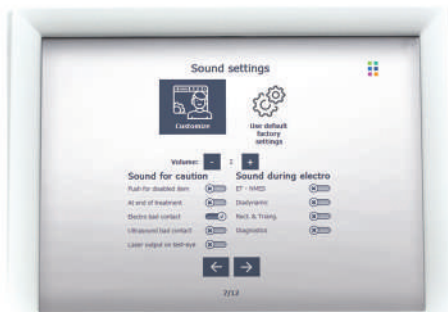 Sound settings
Customize
Use default
factory
settings
Volume: - 2 +
Sound for caution
Push for disabled item
At end of treatment
Electro bad contact
Ultrasound bad contact
Laser output on test-eye
Sound during electro
ET - NMES
Diadynamic
Rect. & Triang.
Diagnostics
2/12